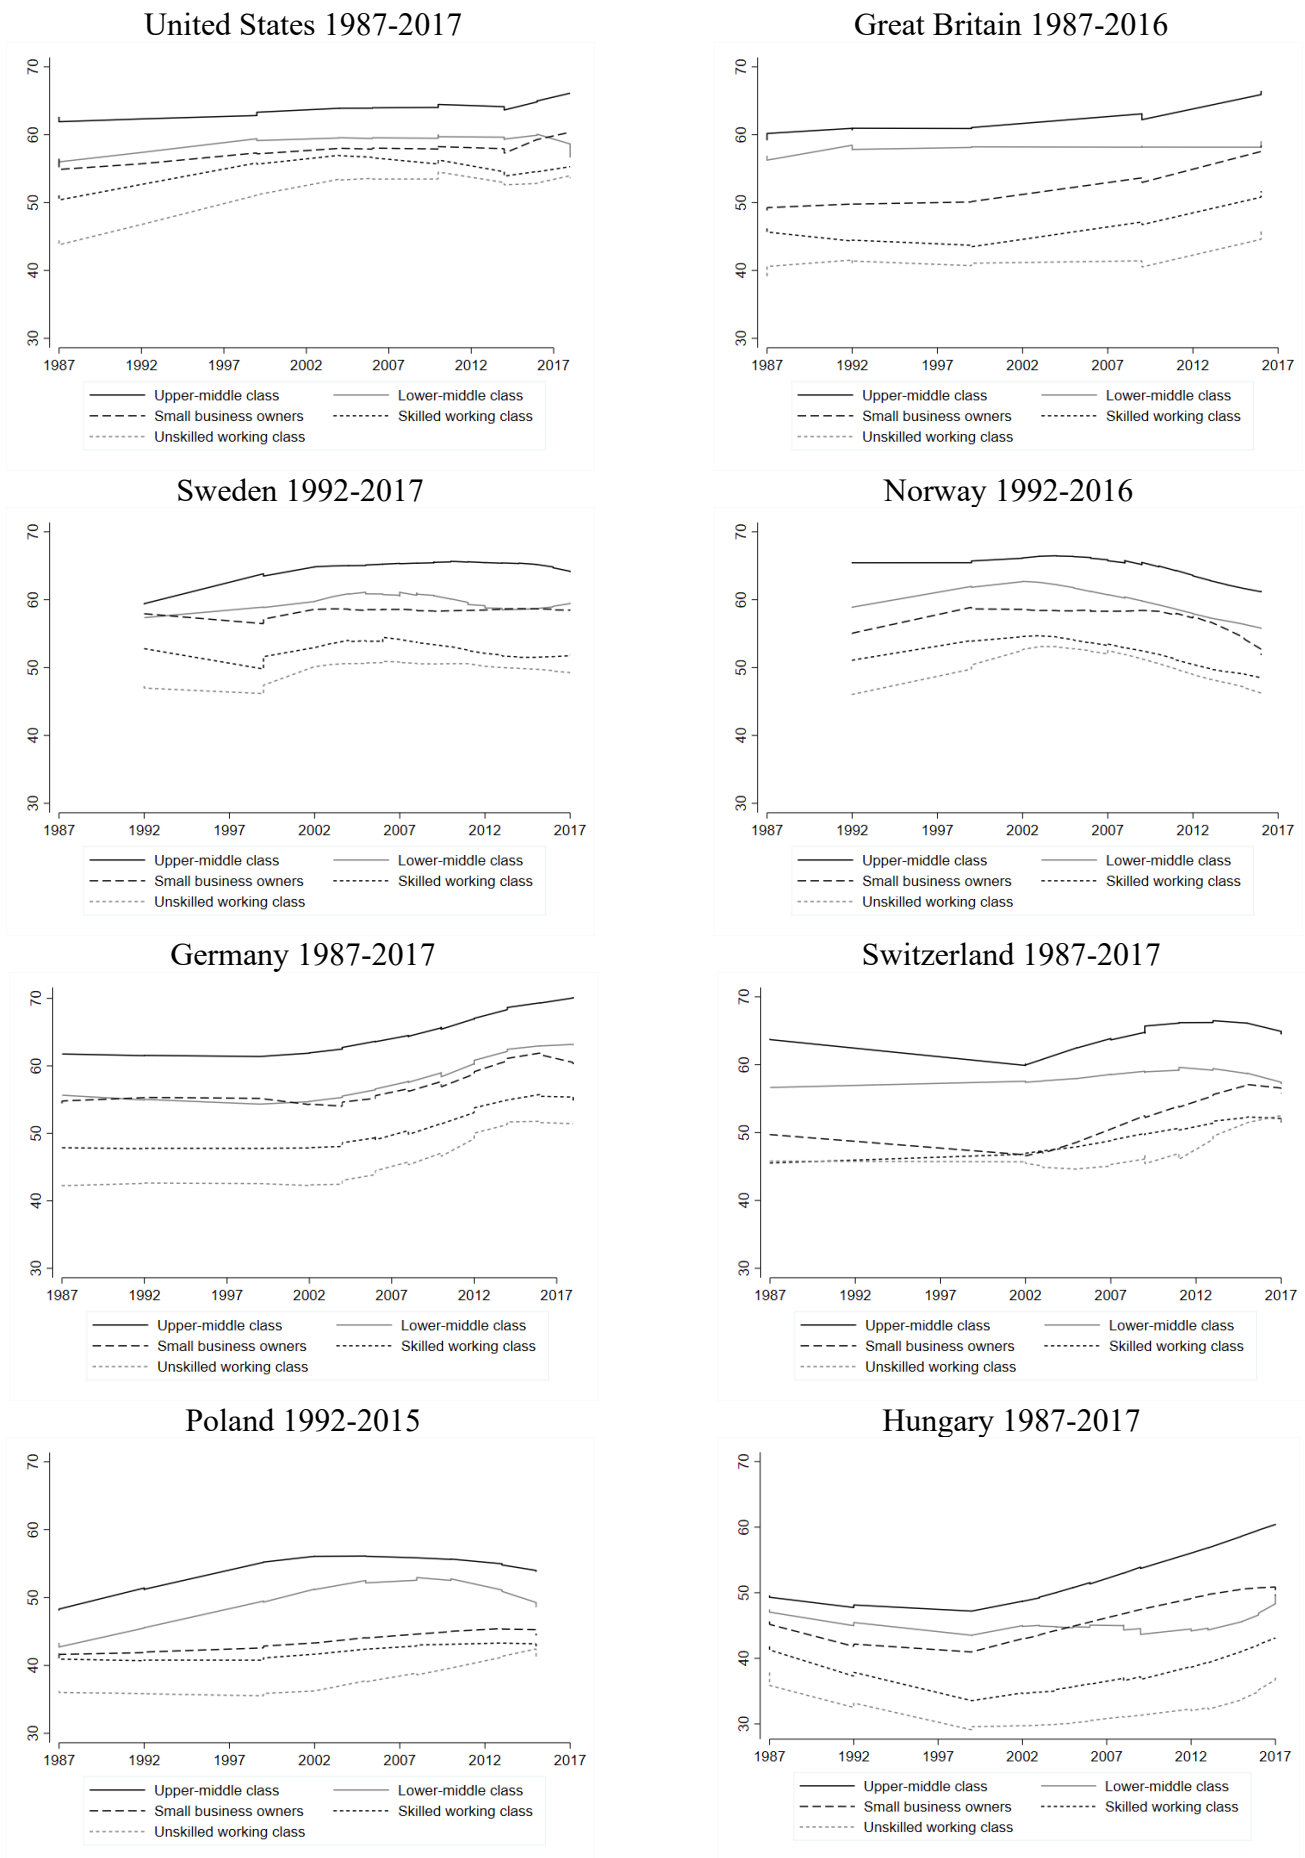 United States 1987-2017
70
60
50
40
30
1987 1992 1997 2002 2007 2012 2017
Upper-middle class Lower-middle class
Small business owners Skilled working class
Unskilled working class
Great Britain 1987-2016
70
60
50
40
30
1987 1992 1997 2002 2007 2012 2017
Upper-middle class Lower-middle class
Small business owners Skilled working class
Unskilled working class
Sweden 1992-2017
70
60
50
40
30
1987 1992 1997 2002 2007 2012 2017
Upper-middle class Lower-middle class
Small business owners Skilled working class
Unskilled working class
Norway 1992-2016
70
60
50
40
30
1987 1992 1997 2002 2007 2012 2017
Upper-middle class Lower-middle class
Small business owners Skilled working class
Unskilled working class
Germany 1987-2017
70
60
50
40
30
1987 1992 1997 2002 2007 2012 2017
Upper-middle class Lower-middle class
Small business owners Skilled working class
Unskilled working class
Switzerland 1987-2017
70
60
50
40
30
1987 1992 1997 2002 2007 2012 2017
Upper-middle class Lower-middle class
Small business owners Skilled working class
Unskilled working class
Poland 1992-2015
70
60
50
40
30
1987 1992 1997 2002 2007 2012 2017
Upper-middle class Lower-middle class
Small business owners Skilled working class
Unskilled working class
Hungary 1987-2017
70
60
50
40
30
1987 1992 1997 2002 2007 2012 2017
Upper-middle class Lower-middle class
Small business owners Skilled working class
Unskilled working class